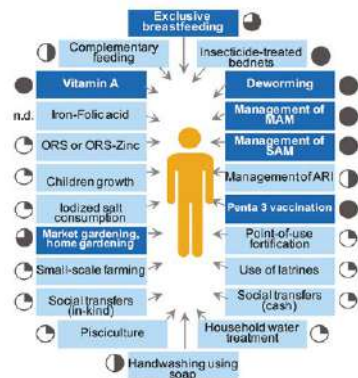 Exclusive
breastfeeding
Complementary
feeding
Insecticide-treated
bednets
Vitamin A
Deworming
n.d.
Iron-Folic acid
Management of
MAM
ORS or ORS-Zinc
Management of
SAM
Children growth
Management of ARI
Iodized salt
consumption
Penta 3 vaccination
Market gardening,
home gardening
Point-of-use
fortification
Small-scale farming
Use of latrines
Social transfers
(in-kind)
Social transfers
(cash)
Pisciculture
Household water
treatment
Handwashing using
soap